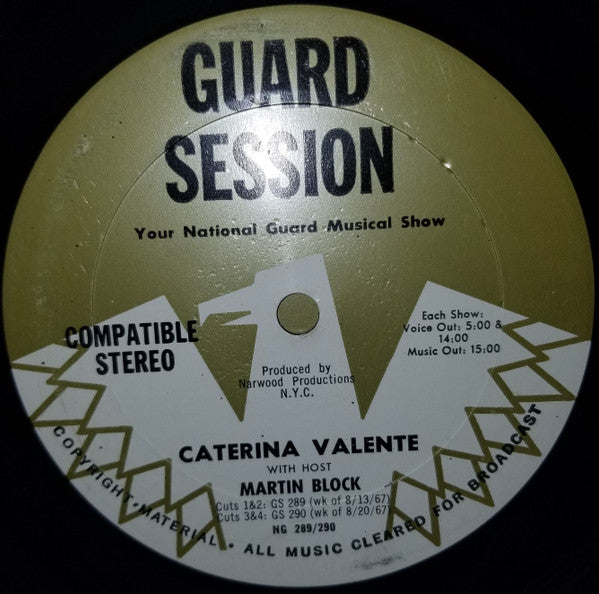 GUARD
SESSION
Your National Guard Musical Show
COMPATIBLE
STEREO
Each Show:
Voice Out: 5:00 &
14:00
Music Out: 15:00
Produced by
Narwood Productions
N.Y.C.
CATERINA VALENTE
WITH HOST
MARTIN BLOCK
Cuts 1&2: GS 289 (wk of 8/13/67)
Cuts 3&4: GS 290 (wk of 8/20/67)
NG 289/290
COPYRIGHT • MATERIAL • ALL MUSIC CLEARED FOR BROADCAST